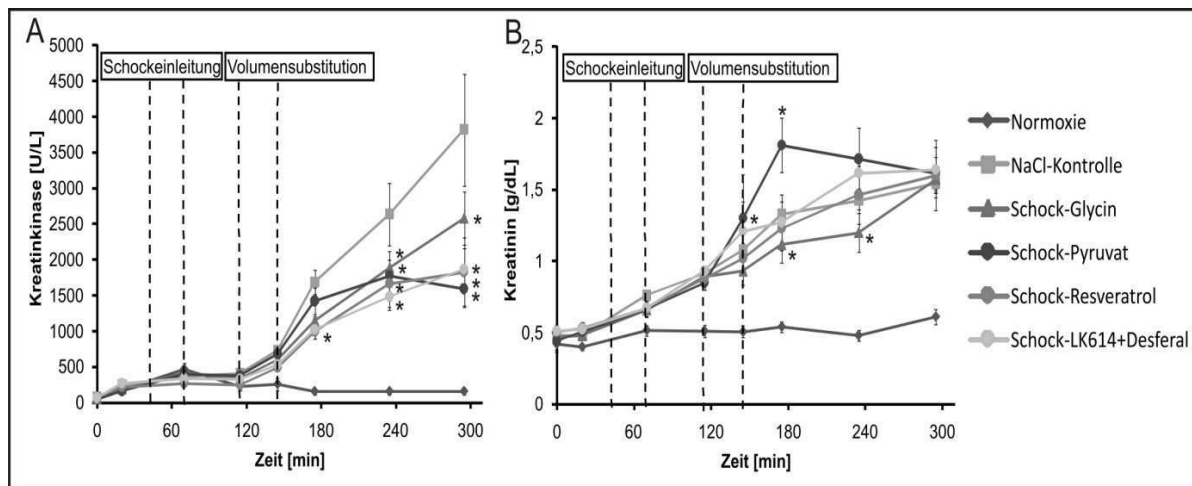 A
5000
4500
4000
3500
3000
2500
2000
1500
1000
500
0
Kreatinkinase [U/L]
Schockeinleitung
Volumensubstitution
*
*
*
*
*
*
*
*
0 60 120 180 240 300
Zeit [min]
B
2,5
2
1,5
1
0,5
0
Kreatinin [g/dL]
Schockeinleitung
Volumensubstitution
*
*
*
*
0 60 120 180 240 300
Zeit [min]
Normoxie
NaCl-Kontrolle
Schock-Glycin
Schock-Pyruvat
Schock-Resveratrol
Schock-LK614+Desferal